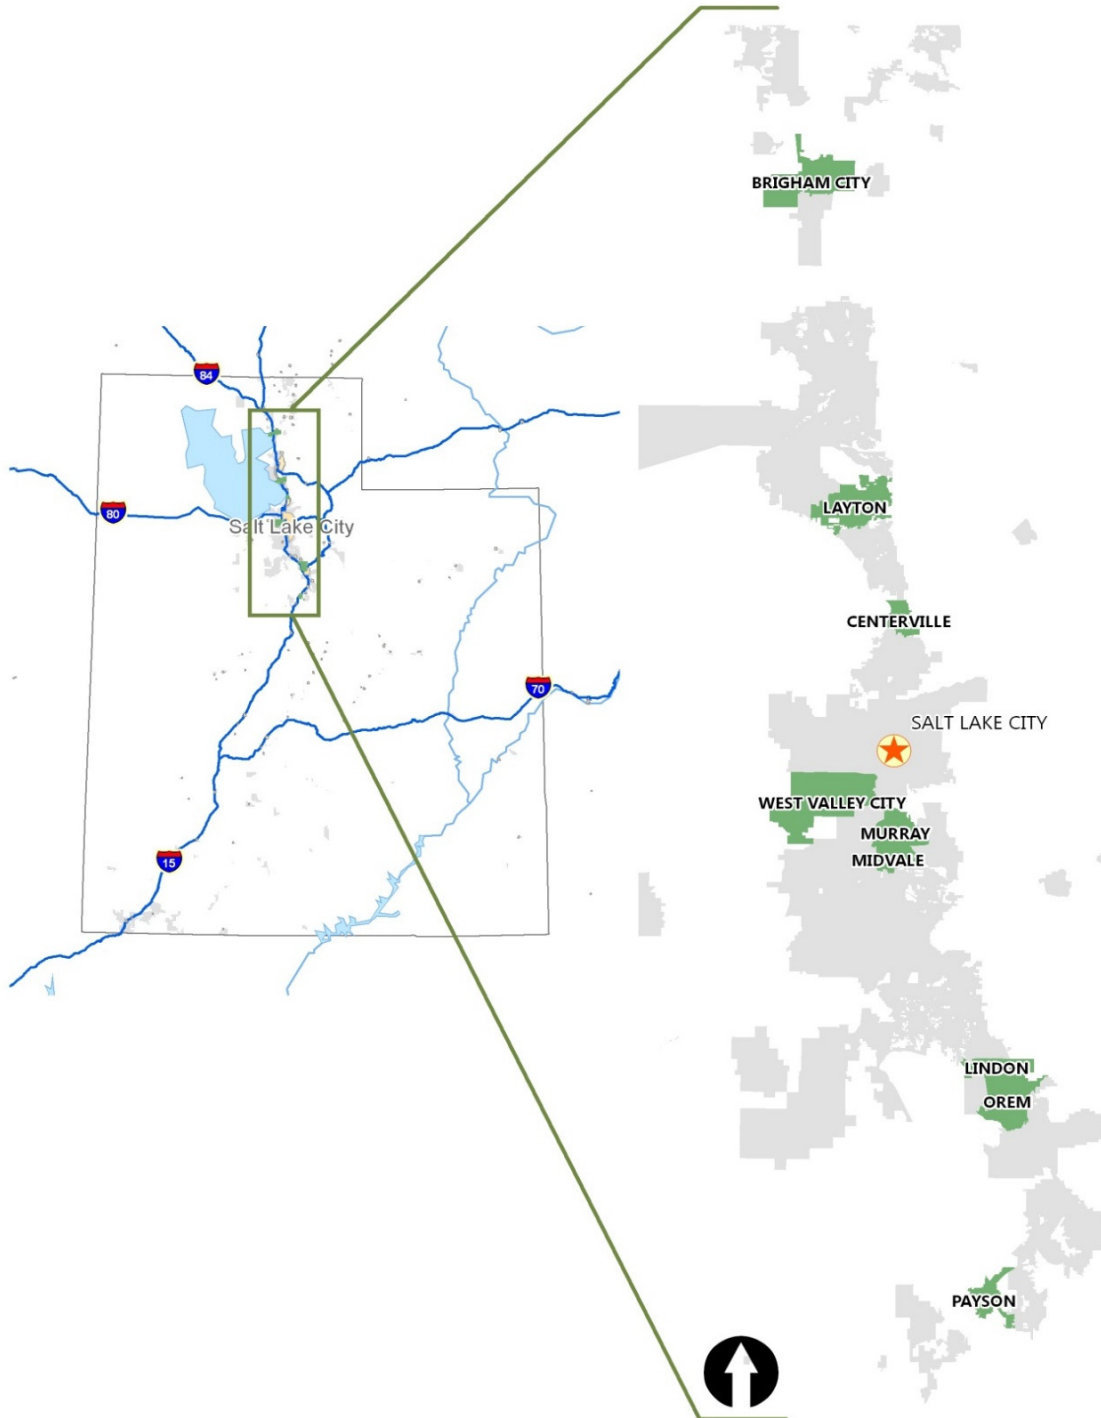 84
80
Salt Lake City
70
15
BRIGHAM CITY
LAYTON
CENTERVILLE
SALT LAKE CITY
WEST VALLEY CITY
MURRAY
MIDVALE
LINDON
OREM
PAYSON